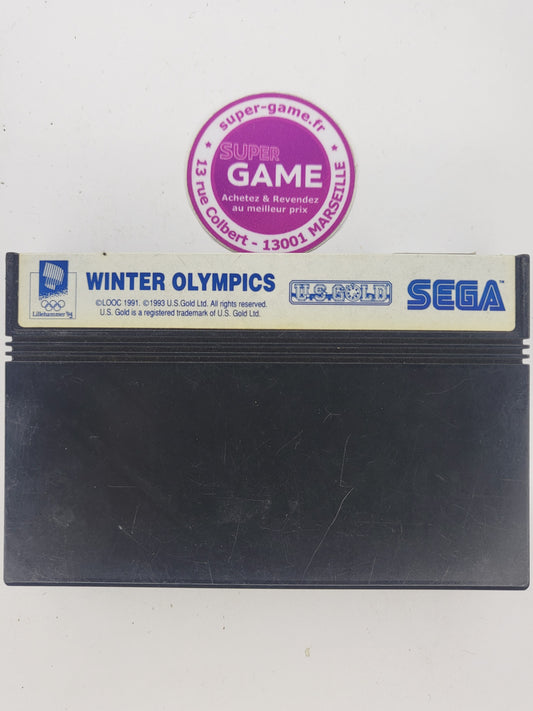 super-game.fr
SUPER
GAME
Achetez & Revendez
au meilleur prix
★ 13 rue Colbert - 13001 MARSEILLE ★
Lillehammer '94
WINTER OLYMPICS
©LOOC 1991. ©1993 U.S.Gold Ltd. All rights reserved.
U.S. Gold is a registered trademark of U.S. Gold Ltd.
U.S. GOLD
SEGA™